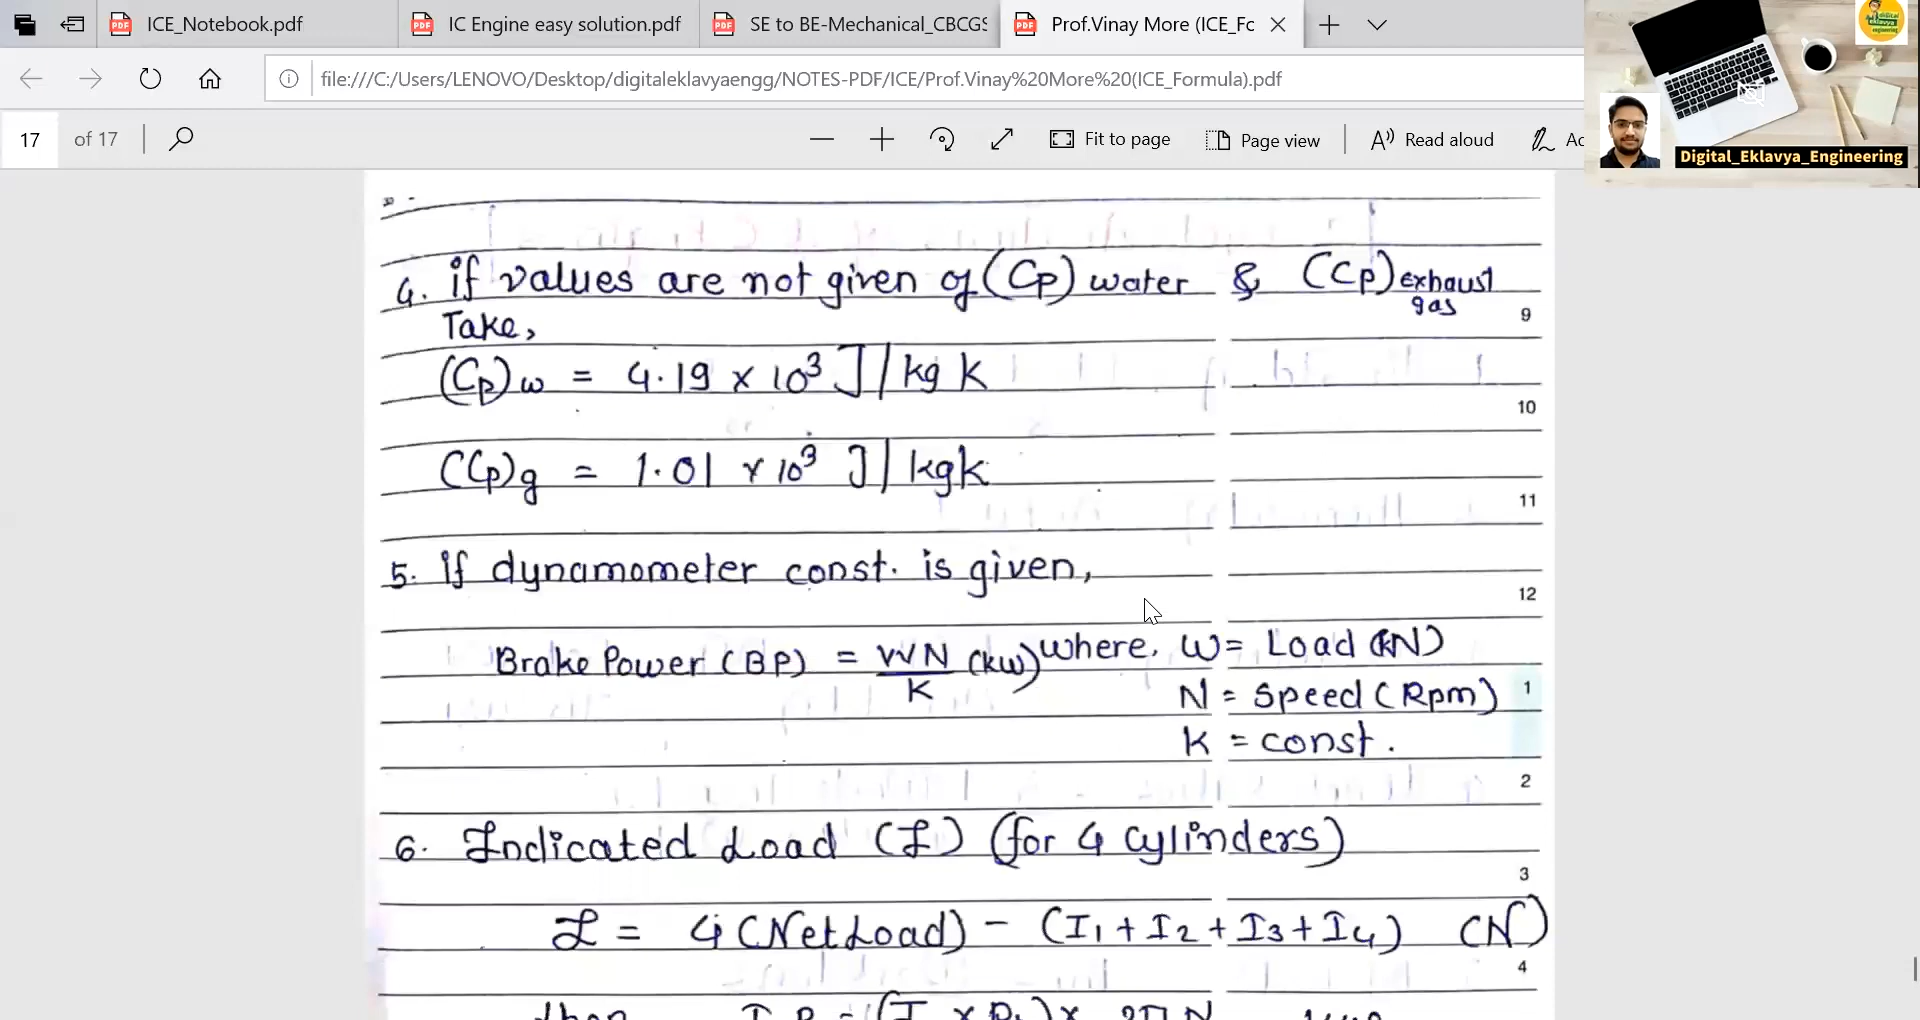 ICE_Notebook.pdf
IC Engine easy solution.pdf
SE to BE-Mechanical_CBCGS
Prof.Vinay More (ICE_Fc
file:///C:/Users/LENOVO/Desktop/digitaleklavyaengg/NOTES-PDF/ICE/Prof.Vinay%20More%20(ICE_Formula).pdf
17 of 17
Fit to page
Page view
Read aloud
Digital_Eklavya_Engineering
4. if values are not given of (Cp) water & (Cp) exhaust gas
9
Take,
(Cp)w = 4.19 x 10³ J/kg K
10
(Cp)g = 1.01 x 10³ J/kgk
11
5. if dynamometer const. is given,
12
Brake Power (BP) = WN/K (kw) where, W = Load (kN)
N = Speed (Rpm)
1
K = const.
2
6. Indicated Load (I) (for 4 cylinders)
3
I = 4 (Net Load) - (I1 + I2 + I3 + I4) (N)
4